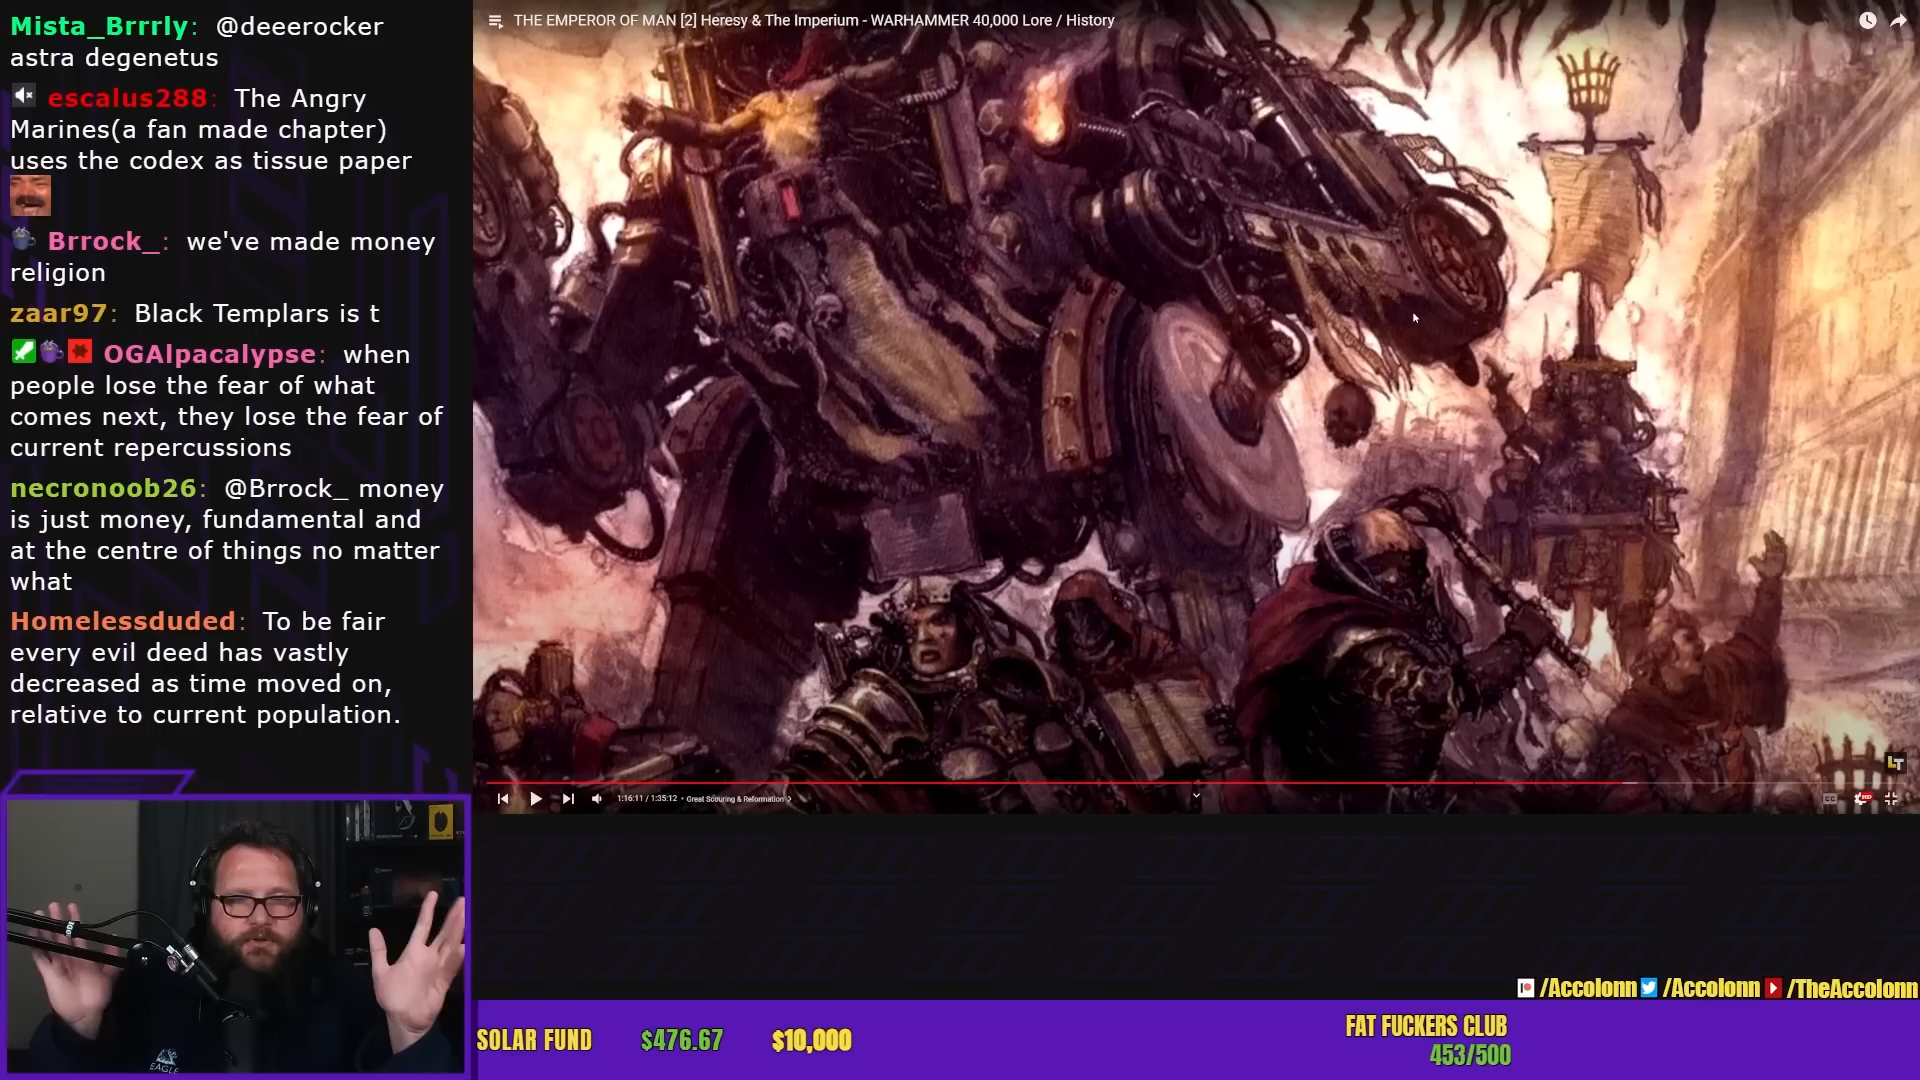 Mista_Brrrly: @deeerocker
astra degenetus
escalus288: The Angry
Marines(a fan made chapter)
uses the codex as tissue paper
Brrock_: we've made money
religion
zaar97: Black Templars is t
OGAlpacalypse: when
people lose the fear of what
comes next, they lose the fear of
current repercussions
necronoob26: @Brrock_ money
is just money, fundamental and
at the centre of things no matter
what
Homelessduded: To be fair
every evil deed has vastly
decreased as time moved on,
relative to current population.
THE EMPEROR OF MAN [2] Heresy & The Imperium - WARHAMMER 40,000 Lore / History
LT
1:16:11 / 1:35:12 • Great Scouring & Reformation >
CC
HD
EAGLE
/Accolonn /Accolonn /TheAccolonn
SOLAR FUND $476.67 $10,000
FAT FUCKERS CLUB
453/500